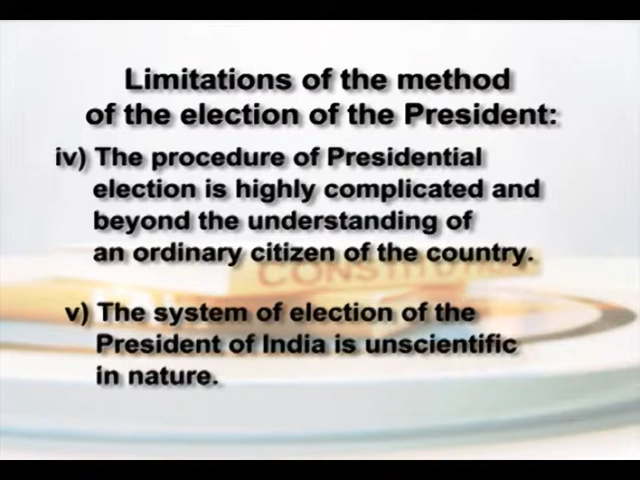 Limitations of the method
of the election of the President:
iv) The procedure of Presidential
election is highly complicated and
beyond the understanding of
an ordinary citizen of the country.
CONSTITUTION
v) The system of election of the
President of India is unscientific
in nature.